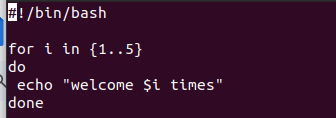 #!/bin/bash

for i in {1..5}
do
 echo "welcome $i times"
done